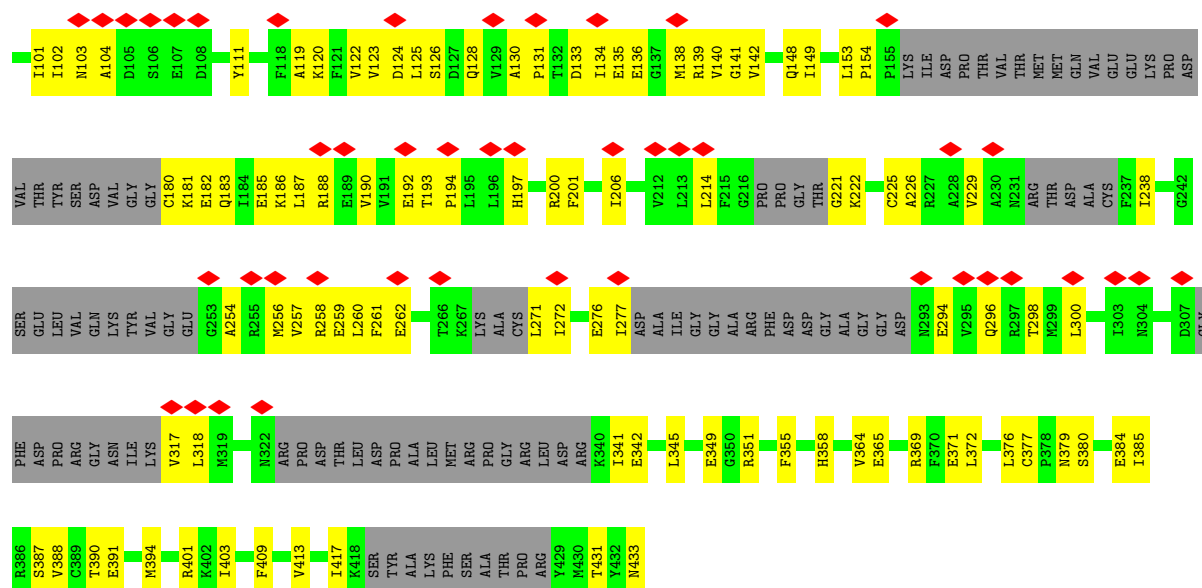 I101 I102 N103 A104 D105 S106 E107 D108 Y111 F118 A119 K120 F121 V122 V123 D124 L125 S126 D127 Q128 V129 A130 P131 T132 D133 I134 E135 E136 G137 M138 R139 V140 G141 V142 Q148 I149 L153 P154 P155 LYS ILE ASP PRO THR VAL THR MET MET GLN VAL GLU GLU LYS PRO ASP
VAL THR TYR SER ASP VAL GLY GLY C180 K181 E182 Q183 I184 E185 K186 L187 R188 E189 V190 V191 E192 T193 P194 L195 L196 H197 R200 F201 I206 V212 L213 L214 F215 G216 PRO PRO GLY THR G221 K222 C225 A226 R227 A228 V229 A230 N231 ARG THR ASP ALA CYS F237 I238 G242
SER GLU LEU VAL GLN LYS TYR VAL GLY GLU G253 A254 R255 M256 V257 R258 E259 L260 F261 E262 T266 K267 LYS ALA CYS L271 I272 E276 I277 ASP ALA ILE GLY GLY ALA ARG PHE ASP ASP GLY ALA GLY GLY ASP N293 E294 V295 Q296 R297 T298 M299 L300 I303 N304 D307
PHE ASP PRO ARG GLY ASN ILE LYS V317 L318 M319 N322 ARG PRO ASP THR LEU ASP PRO ALA LEU MET ARG PRO GLY ARG LEU ASP ARG K340 I341 E342 L345 E349 G350 R351 F355 H358 V364 E365 R369 F370 E371 L372 L376 C377 P378 N379 S380 E384 I385
R386 S387 V388 C389 T390 E391 M394 R401 K402 I403 F409 V413 I417 K418 SER TYR ALA LYS PHE SER ALA THR PRO ARG Y429 M430 T431 Y432 N433